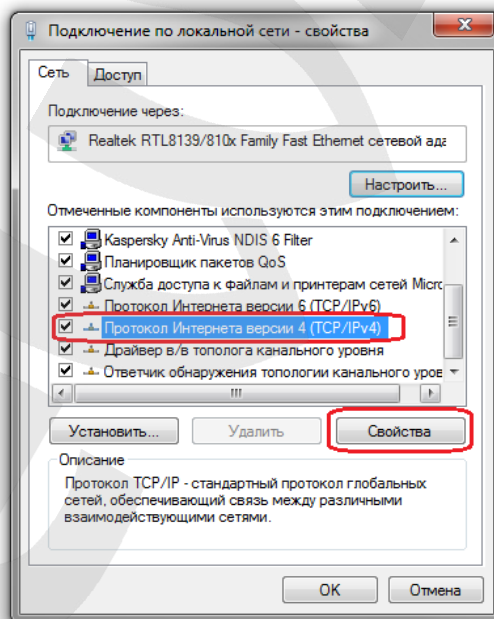 Подключение по локальной сети - свойства
Сеть Доступ
Подключение через:
Realtek RTL8139/810x Family Fast Ethernet сетевой ада
Настроить...
Отмеченные компоненты используются этим подключением:
Kaspersky Anti-Virus NDIS 6 Filter
Планировщик пакетов QoS
Служба доступа к файлам и принтерам сетей Micro
Протокол Интернета версии 6 (TCP/IPv6)
Протокол Интернета версии 4 (TCP/IPv4)
Драйвер в/в тополога канального уровня
Ответчик обнаружения топологии канального уров
Установить... Удалить Свойства
Описание
Протокол TCP/IP - стандартный протокол глобальных
сетей, обеспечивающий связь между различными
взаимодействующими сетями.
OK Отмена